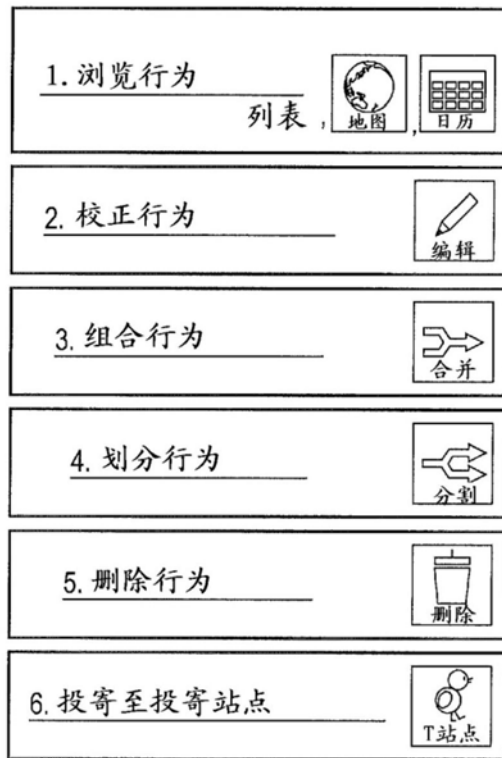 1. 浏览行为
列表, 地图, 日历
2. 校正行为
编辑
3. 组合行为
合并
4. 划分行为
分割
5. 删除行为
删除
6. 投寄至投寄站点
T站点